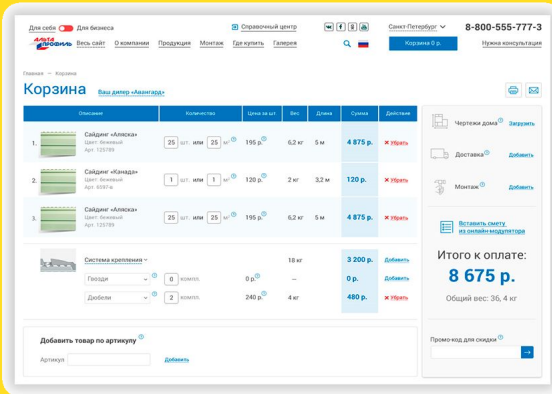 Для себя Для бизнеса Справочный центр Санкт-Петербург 8-800-555-777-3
АЛЬТА ПРОФИЛЬ Весь сайт О компании Продукция Монтаж Где купить Галерея Корзина 0 р. Нужна консультация
Главная — Корзина
Корзина Ваш дилер «Авангард»
Описание Количество Цена за шт. Вес Длина Сумма Действие
Сайдинг «Аляска»
1. Цвет: бежевый 25 шт. или 25 м² 195 р. 6,2 кг 5 м 4 875 р. Убрать
Арт. 125789
Сайдинг «Канада»
2. Цвет: бежевый 1 шт. или 1 м² 120 р. 2 кг 3,2 м 120 р. Убрать
Арт. 6597-в
Сайдинг «Аляска»
3. Цвет: бежевый 25 шт. или 25 м² 195 р. 6,2 кг 5 м 4 875 р. Убрать
Арт. 125789
Система крепления 18 кг 3 200 р. Добавить
Гвозди 0 компл. 0 р. — 0 р. Добавить
Дюбели 2 компл. 240 р. 4 кг 480 р. Убрать
Добавить товар по артикулу
Артикул Добавить
Чертежи дома Загрузить
Доставка Добавить
Монтаж Добавить
Вставить смету
из онлайн-модулятора
Итого к оплате:
8 675 р.
Общий вес: 36, 4 кг
Промо-код для скидки